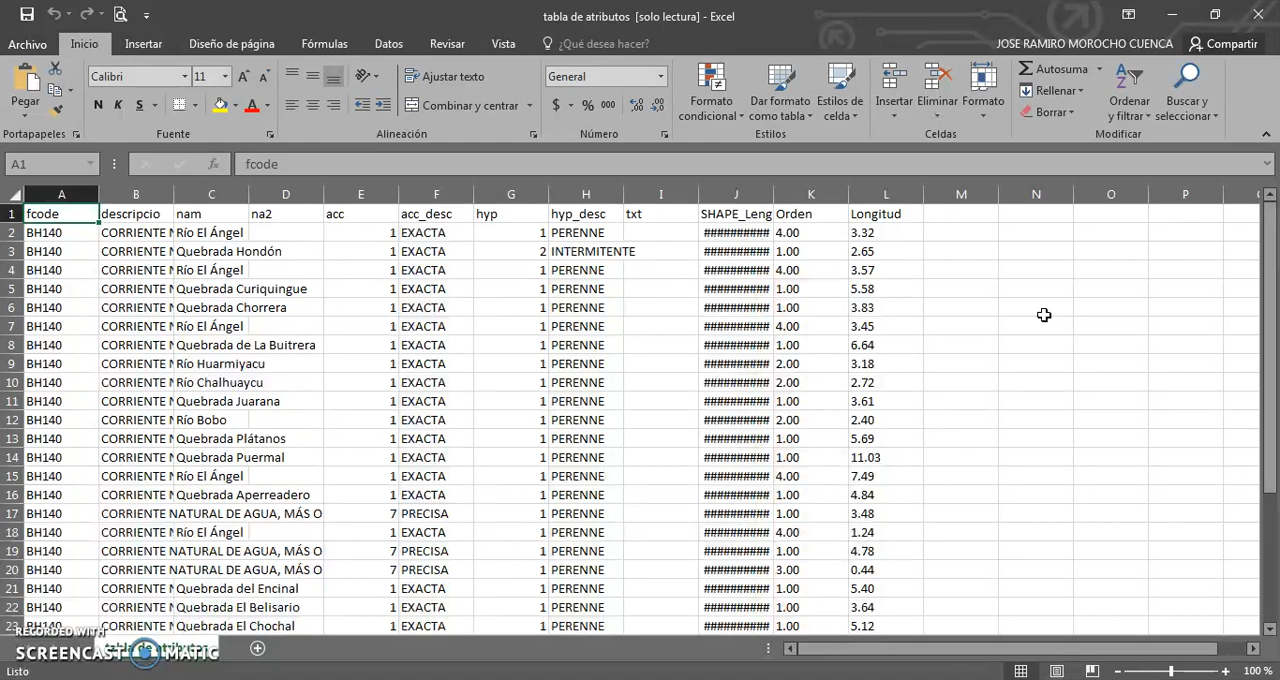 tabla de atributos [solo lectura] - Excel
Archivo Inicio Insertar Diseño de página Fórmulas Datos Revisar Vista ¿Qué desea hacer? JOSE RAMIRO MOROCHO CUENCA Compartir
Calibri 11 Ajustar texto General Autosuma
Pegar N K S Combinar y centrar $ % 000 Formato condicional Dar formato como tabla Estilos de celda Insertar Eliminar Formato Rellenar Borrar Ordenar y filtrar Buscar y seleccionar
Portapapeles Fuente Alineación Número Estilos Celdas Modificar
A1 fx fcode
A B C D E F G H I J K L M N O P
1 fcode descripcio nam na2 acc acc_desc hyp hyp_desc txt SHAPE_Leng Orden Longitud
2 BH140 CORRIENTE N Río El Ángel 1 EXACTA 1 PERENNE ########## 4.00 3.32
3 BH140 CORRIENTE N Quebrada Hondón 1 EXACTA 2 INTERMITENTE ########## 1.00 2.65
4 BH140 CORRIENTE N Río El Ángel 1 EXACTA 1 PERENNE ########## 4.00 3.57
5 BH140 CORRIENTE N Quebrada Curiquingue 1 EXACTA 1 PERENNE ########## 1.00 5.58
6 BH140 CORRIENTE N Quebrada Chorrera 1 EXACTA 1 PERENNE ########## 1.00 3.83
7 BH140 CORRIENTE N Río El Ángel 1 EXACTA 1 PERENNE ########## 4.00 3.45
8 BH140 CORRIENTE N Quebrada de La Buitrera 1 EXACTA 1 PERENNE ########## 1.00 6.64
9 BH140 CORRIENTE N Río Huarmiyacu 1 EXACTA 1 PERENNE ########## 2.00 3.18
10 BH140 CORRIENTE N Río Chalhuaycu 1 EXACTA 1 PERENNE ########## 2.00 2.72
11 BH140 CORRIENTE N Quebrada Juarana 1 EXACTA 1 PERENNE ########## 1.00 3.61
12 BH140 CORRIENTE N Río Bobo 1 EXACTA 1 PERENNE ########## 2.00 2.40
13 BH140 CORRIENTE N Quebrada Plátanos 1 EXACTA 1 PERENNE ########## 1.00 5.69
14 BH140 CORRIENTE N Quebrada Puermal 1 EXACTA 1 PERENNE ########## 1.00 11.03
15 BH140 CORRIENTE N Río El Ángel 1 EXACTA 1 PERENNE ########## 4.00 7.49
16 BH140 CORRIENTE N Quebrada Aperreadero 1 EXACTA 1 PERENNE ########## 1.00 4.84
17 BH140 CORRIENTE NATURAL DE AGUA, MÁS O 7 PRECISA 1 PERENNE ########## 1.00 3.48
18 BH140 CORRIENTE N Río El Ángel 1 EXACTA 1 PERENNE ########## 4.00 1.24
19 BH140 CORRIENTE NATURAL DE AGUA, MÁS O 7 PRECISA 1 PERENNE ########## 1.00 4.78
20 BH140 CORRIENTE NATURAL DE AGUA, MÁS O 7 PRECISA 1 PERENNE ########## 3.00 0.44
21 BH140 CORRIENTE N Quebrada del Encinal 1 EXACTA 1 PERENNE ########## 1.00 5.40
22 BH140 CORRIENTE N Quebrada El Belisario 1 EXACTA 1 PERENNE ########## 1.00 3.64
23 BH140 CORRIENTE N Quebrada El Chochal 1 EXACTA 1 PERENNE ########## 1.00 5.12
RECORDED WITH
SCREENCAST MATIC
tabla de atributos
Listo 100 %